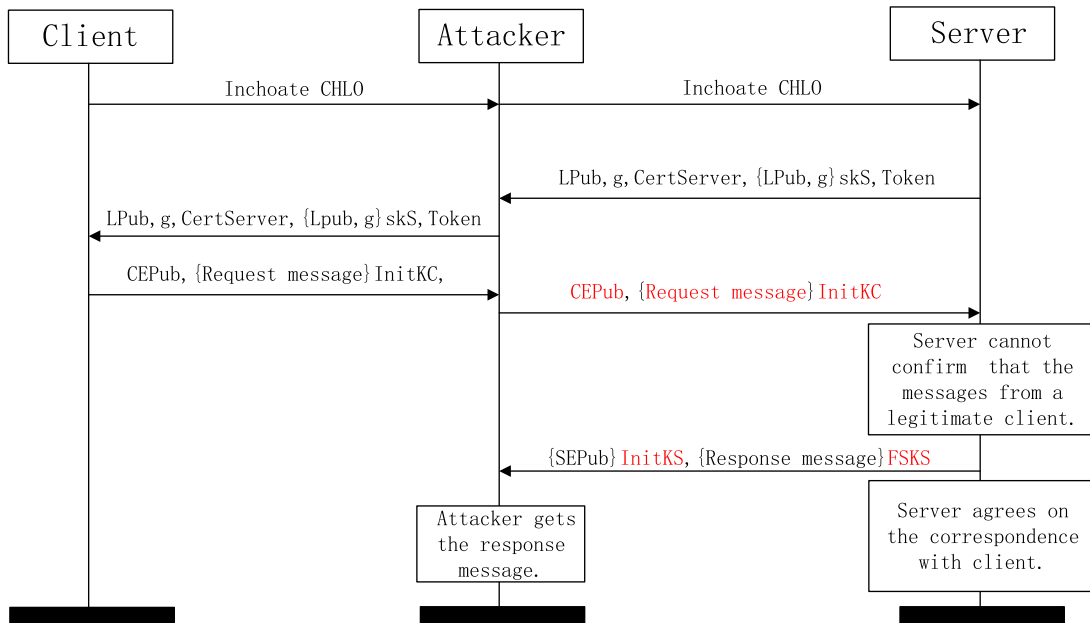 Client
Attacker
Server
Inchoate CHLO
Inchoate CHLO
LPub, g, CertServer, {LPub, g}skS, Token
LPub, g, CertServer, {Lpub, g}skS, Token
CEPub, {Request message}InitKC,
CEPub, {Request message}InitKC
Server cannot
confirm that the
messages from a
legitimate client.
{SEPub}InitKS, {Response message}FSKS
Attacker gets
the response
message.
Server agrees on
the correspondence
with client.